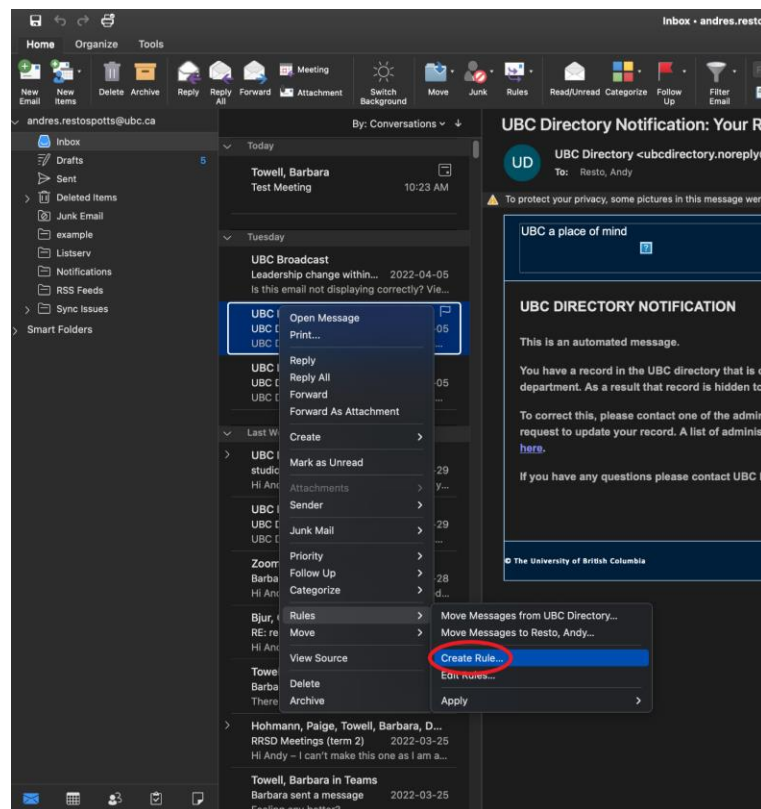 Inbox • andres.resto
Home Organize Tools
New Email
New Items
Delete
Archive
Reply
Reply All
Forward
Meeting
Attachment
Switch Background
Move
Junk
Rules
Read/Unread
Categorize
Follow Up
Filter Email
andres.restospotts@ubc.ca
Inbox
Drafts 5
Sent
Deleted Items
Junk Email
example
Listserv
Notifications
RSS Feeds
Sync Issues
Smart Folders
By: Conversations
Today
Towell, Barbara
Test Meeting 10:23 AM
Tuesday
UBC Broadcast
Leadership change within... 2022-04-05
Is this email not displaying correctly? Vie...
UBC
UBC -05
UBC
UBC
UBC -05
UBC
Last W
UBC
studio -29
Hi And y...
UBC
UBC -29
UBC
Zoom
Barba -28
Hi And d...
Bjur,
RE: re
Hi And
Towe
Barba
There
Hohmann, Paige, Towell, Barbara, D...
RRSD Meetings (term 2) 2022-03-25
Hi Andy – I can't make this one as I am a...
Towell, Barbara in Teams
Barbara sent a message 2022-03-25
Feeling any better?
Open Message
Print...
Reply
Reply All
Forward
Forward As Attachment
Create
Mark as Unread
Attachments
Sender
Junk Mail
Priority
Follow Up
Categorize
Rules
Move
View Source
Delete
Archive
Move Messages from UBC Directory...
Move Messages to Resto, Andy...
Create Rule...
Edit Rules...
Apply
UBC Directory Notification: Your R
UD
UBC Directory <ubcdirectory.noreply
To: Resto, Andy
To protect your privacy, some pictures in this message wer
UBC a place of mind
UBC DIRECTORY NOTIFICATION
This is an automated message.
You have a record in the UBC directory that is
department. As a result that record is hidden to
To correct this, please contact one of the admin
request to update your record. A list of adminis
here.
If you have any questions please contact UBC
© The University of British Columbia